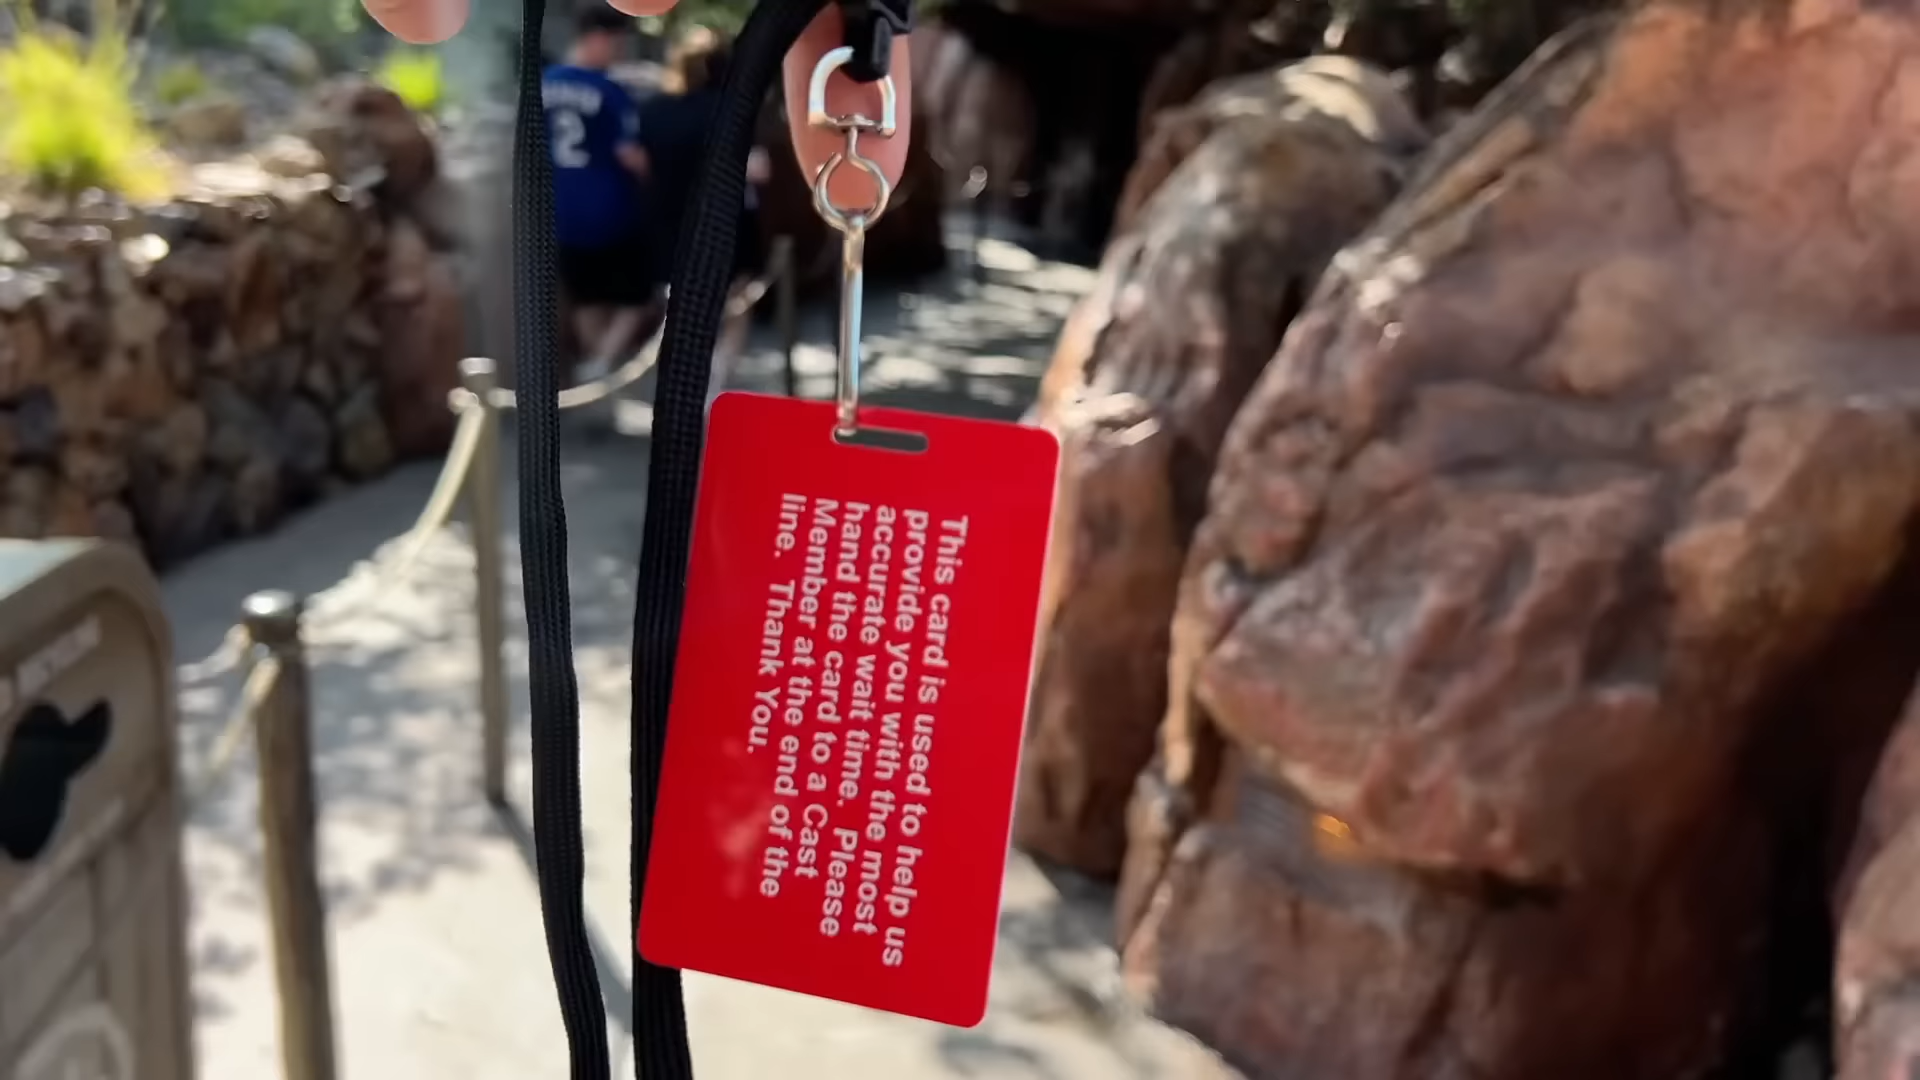 This card is used to help us
provide you with the most
accurate wait time.  Please
hand the card to a Cast
Member at the end of the
line.  Thank You.
2